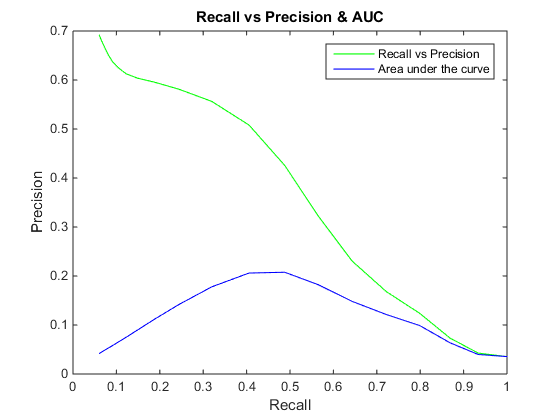 Recall vs Precision & AUC
Recall vs Precision
Area under the curve
Precision
0.7
0.6
0.5
0.4
0.3
0.2
0.1
0
0 0.1 0.2 0.3 0.4 0.5 0.6 0.7 0.8 0.9 1
Recall